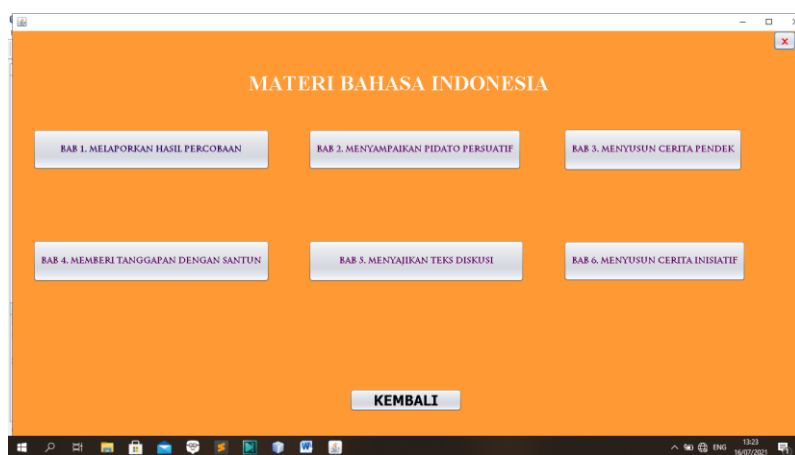 MATERI BAHASA INDONESIA
BAB 1. MELAPORKAN HASIL PERCOBAAN
BAB 2. MENYAMPAIKAN PIDATO PERSUATIF
BAB 3. MENYUSUN CERITA PENDEK
BAB 4. MEMBERI TANGGAPAN DENGAN SANTUN
BAB 5. MENYAJIKAN TEKS DISKUSI
BAB 6. MENYUSUN CERITA INISIATIF
KEMBALI
ENG
13:23
16/07/2021